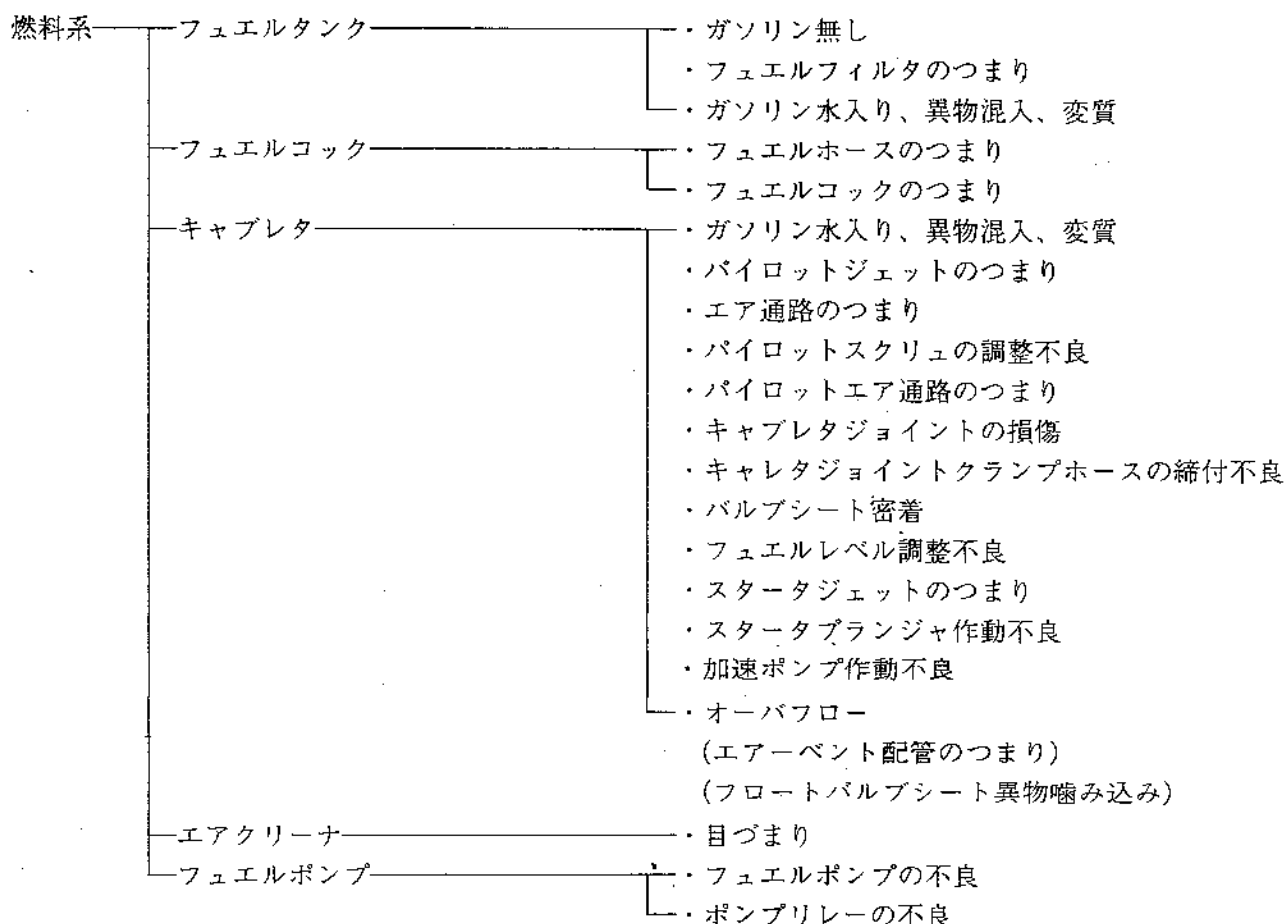 燃料系 フュエルタンク ・ガソリン無し
・フュエルフィルタのつまり
・ガソリン水入り、異物混入、変質
フュエルコック ・フュエルホースのつまり
・フュエルコックのつまり
キャブレタ ・ガソリン水入り、異物混入、変質
・パイロットジェットのつまり
・エア通路のつまり
・パイロットスクリュの調整不良
・パイロットエア通路のつまり
・キャブレタジョイントの損傷
・キャレタジョイントクランプホースの締付不良
・バルブシート密着
・フュエルレベル調整不良
・スタータジェットのつまり
・スタータプランジャ作動不良
・加速ポンプ作動不良
・オーバフロー
(エアーベント配管のつまり)
(フロートバルブシート異物噛み込み)
エアクリーナ ・目づまり
フュエルポンプ ・フュエルポンプの不良
・ポンプリレーの不良